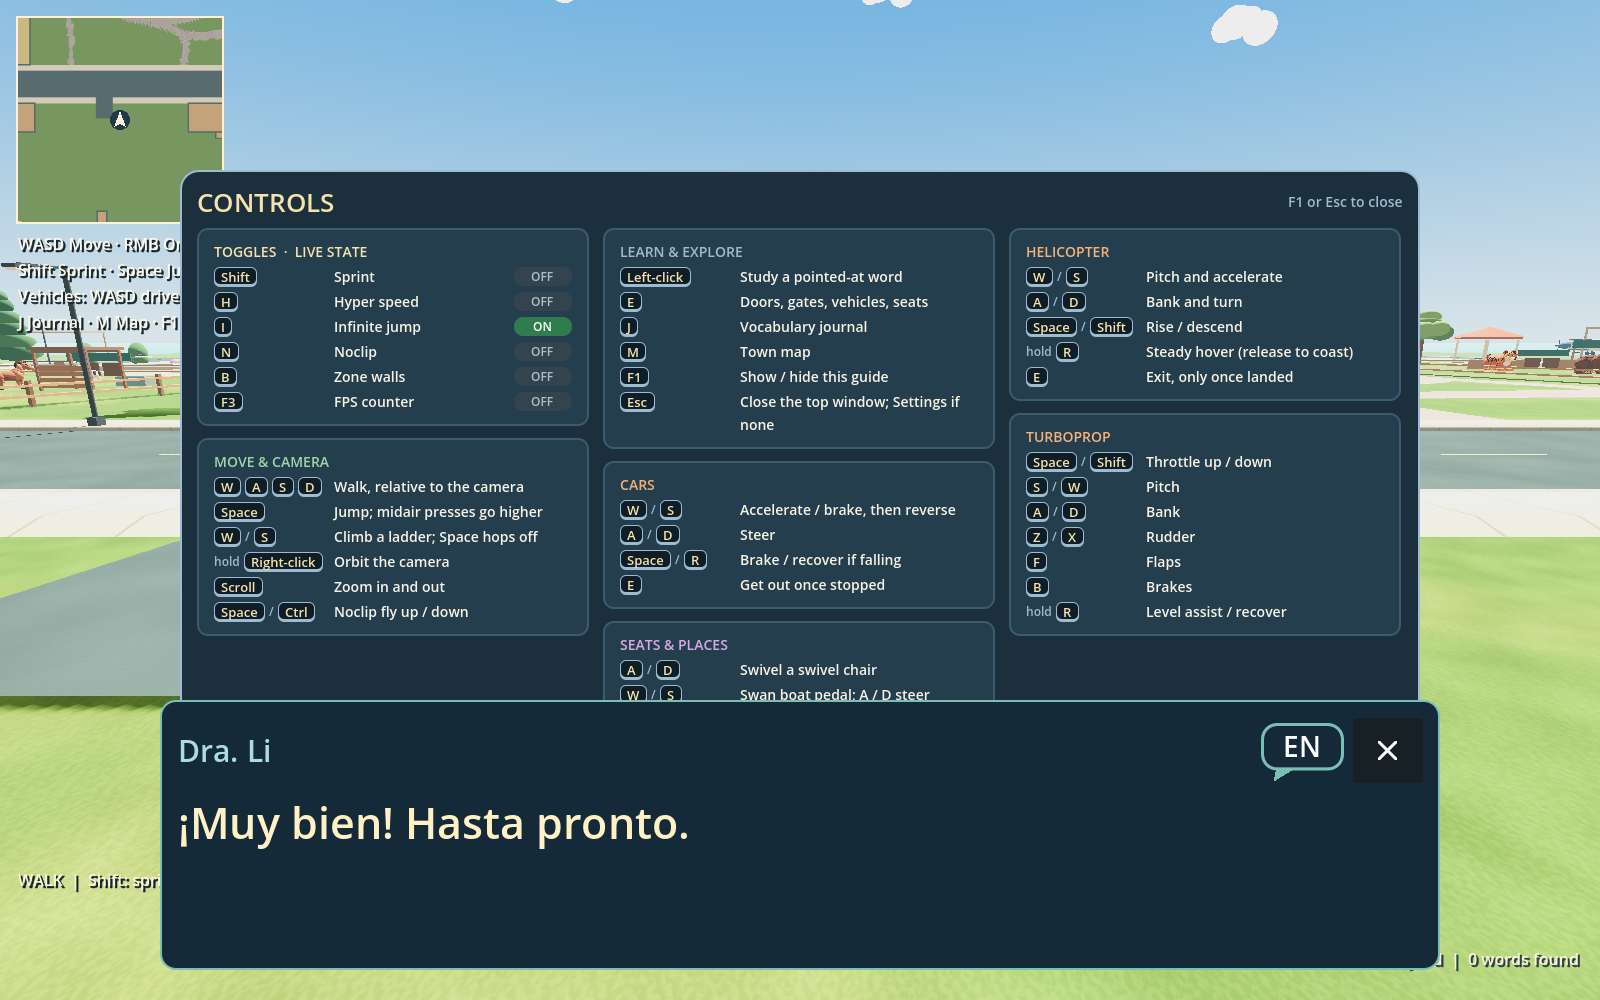 WASD Move · RMB
Shift Sprint · Space
Vehicles: WASD drive
J Journal · M Map · F1
CONTROLS
F1 or Esc to close
TOGGLES · LIVE STATE
Shift Sprint OFF
H Hyper speed OFF
I Infinite jump ON
N Noclip OFF
B Zone walls OFF
F3 FPS counter OFF
MOVE & CAMERA
W A S D Walk, relative to the camera
Space Jump; midair presses go higher
W / S Climb a ladder; Space hops off
hold Right-click Orbit the camera
Scroll Zoom in and out
Space / Ctrl Noclip fly up / down
LEARN & EXPLORE
Left-click Study a pointed-at word
E Doors, gates, vehicles, seats
J Vocabulary journal
M Town map
F1 Show / hide this guide
Esc Close the top window; Settings if
none
CARS
W / S Accelerate / brake, then reverse
A / D Steer
Space / R Brake / recover if falling
E Get out once stopped
SEATS & PLACES
A / D Swivel a swivel chair
W / S Swan boat pedal; A / D steer
HELICOPTER
W / S Pitch and accelerate
A / D Bank and turn
Space / Shift Rise / descend
hold R Steady hover (release to coast)
E Exit, only once landed
TURBOPROP
Space / Shift Throttle up / down
S / W Pitch
A / D Bank
Z / X Rudder
F Flaps
B Brakes
hold R Level assist / recover
Dra. Li
EN
¡Muy bien! Hasta pronto.
WALK | Shift:
| 0 words found